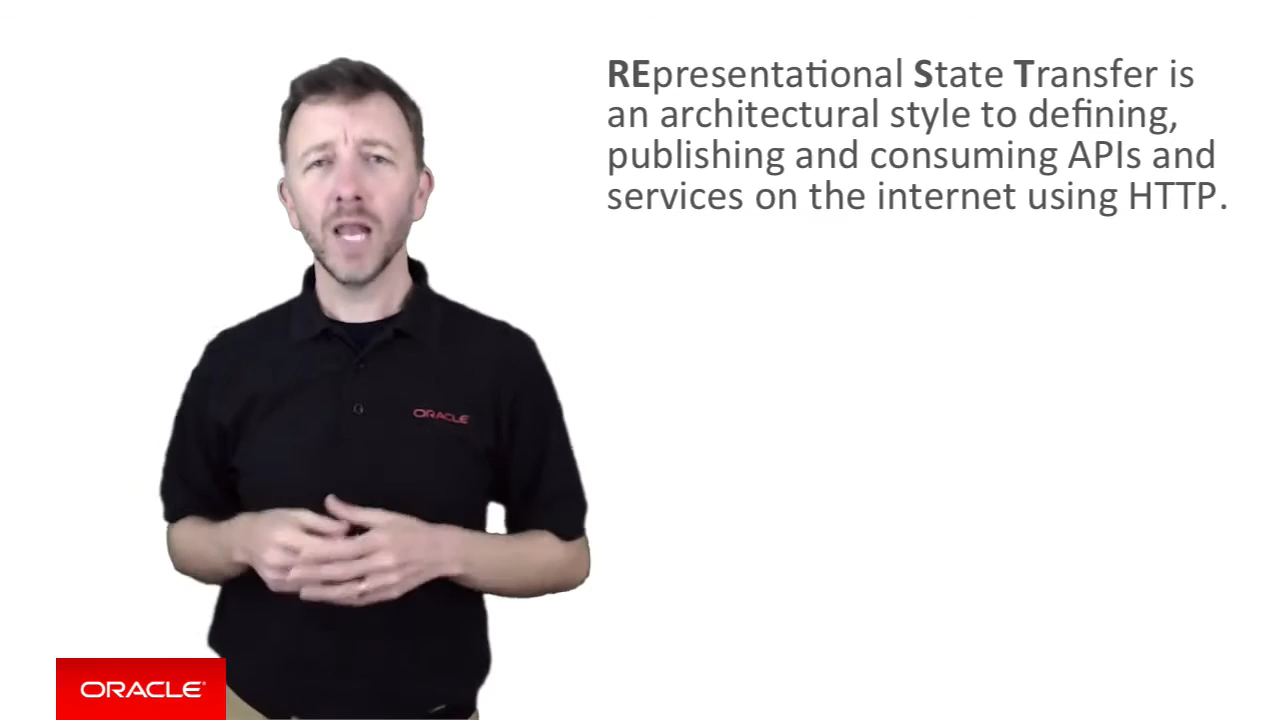 REpresentational State Transfer is
an architectural style to defining,
publishing and consuming APIs and
services on the internet using HTTP.
ORACLE
ORACLE